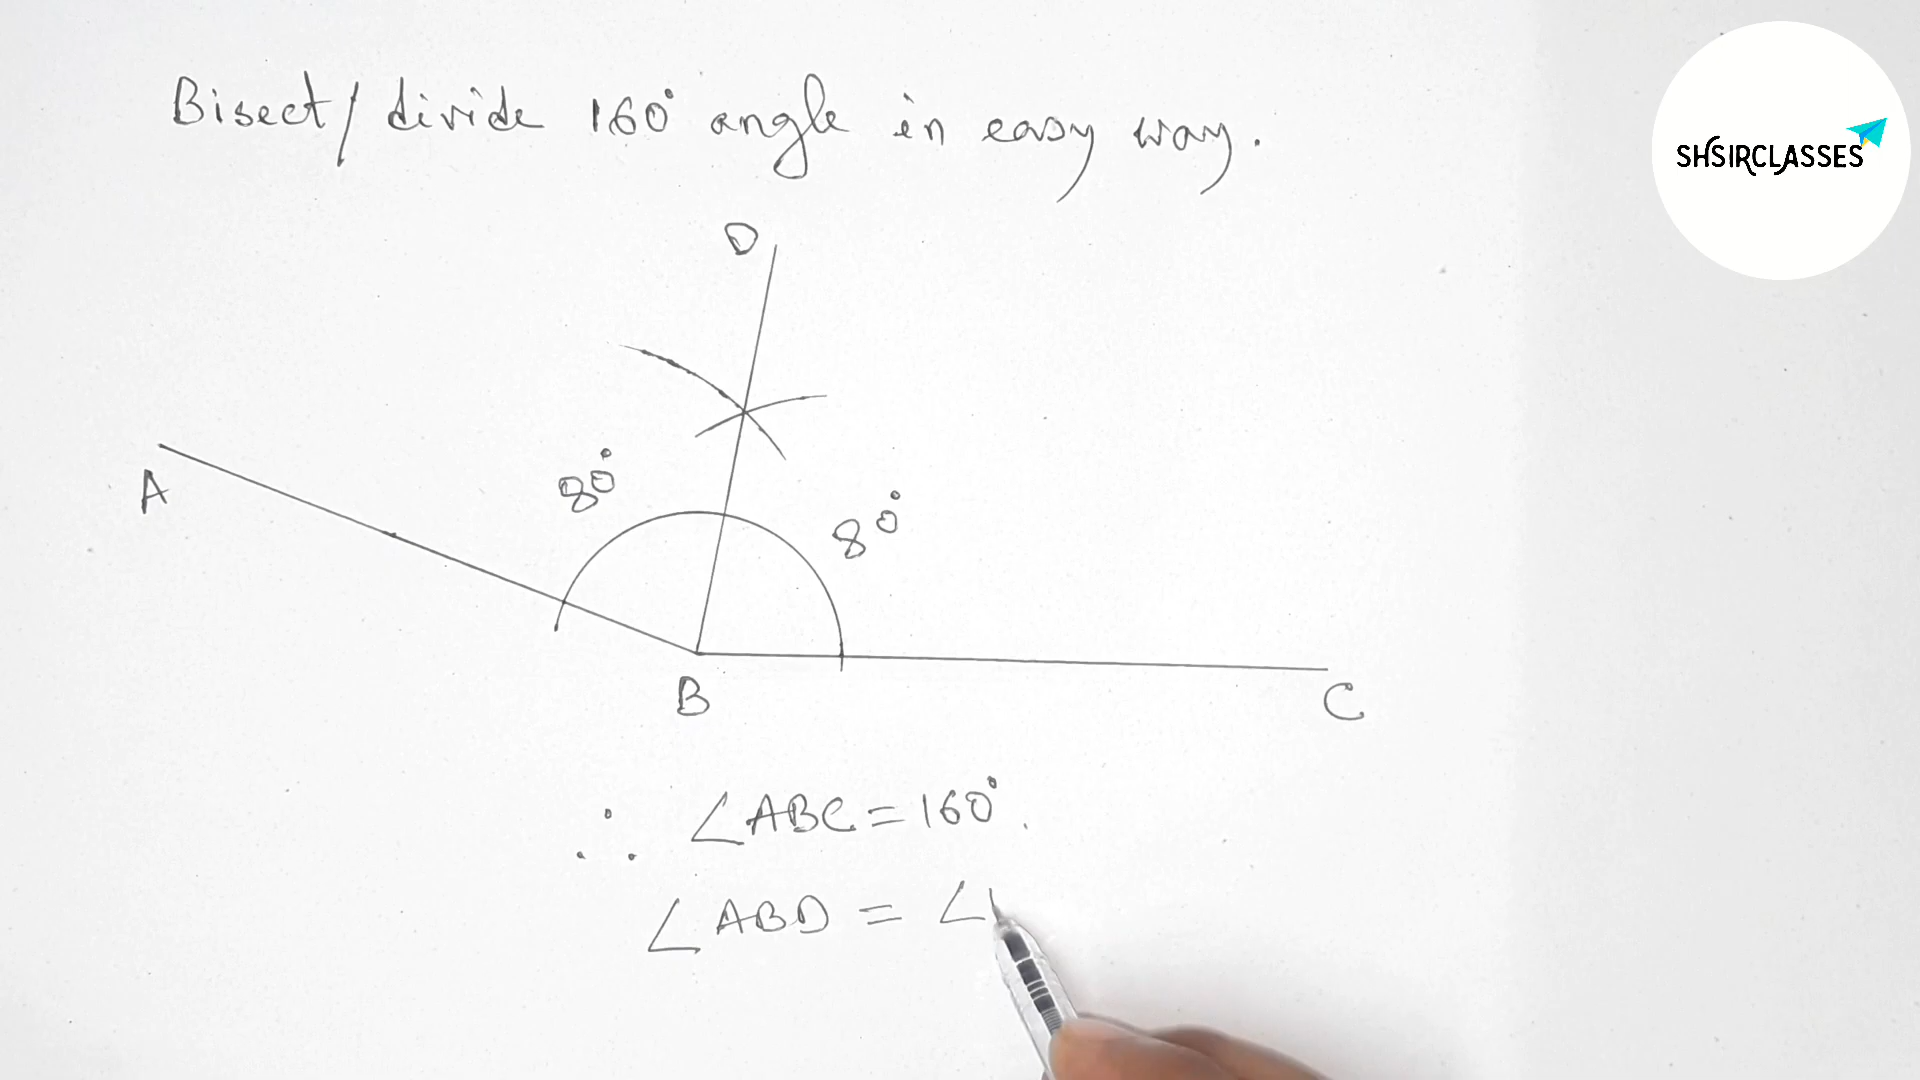 Bisect/divide 160° angle in easy way.
SHSIRCLASSES
D
A
80°
80°
B
C
∴ ∠ABC = 160°.
∠ABD = ∠